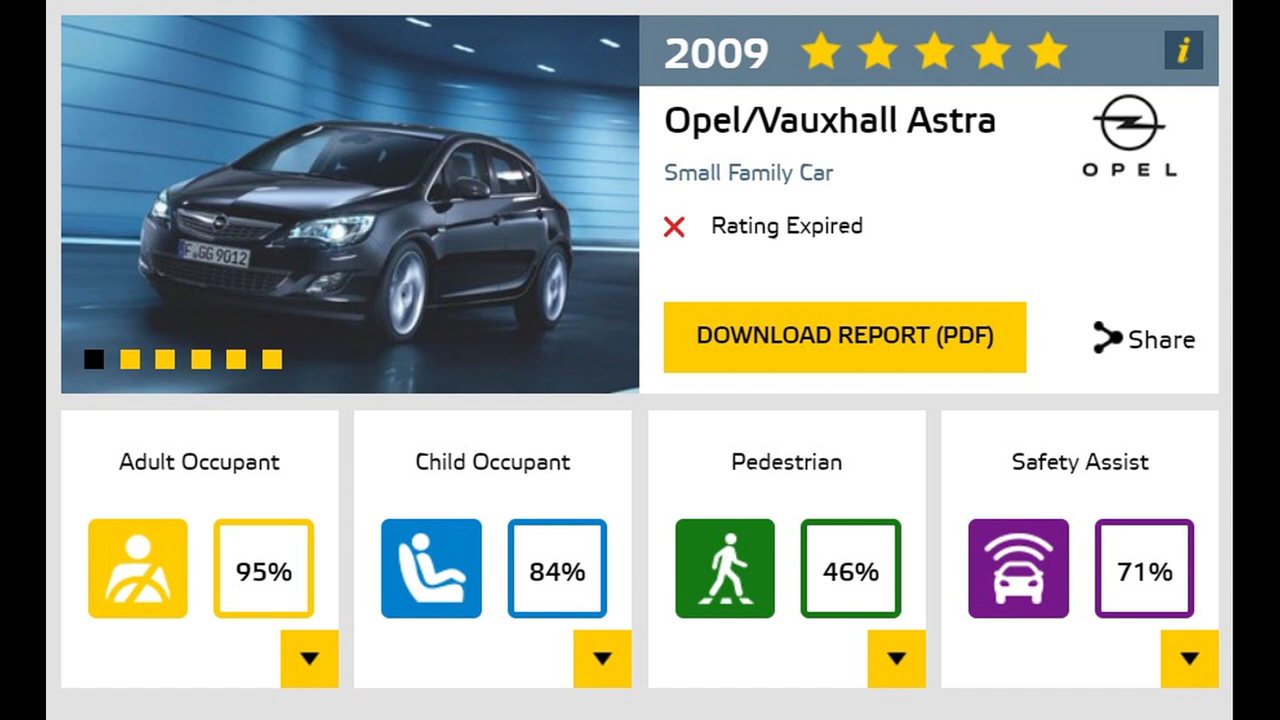 2009
i
Opel/Vauxhall Astra
OPEL
Small Family Car
Rating Expired
F GG 9012
DOWNLOAD REPORT (PDF)
Share
Adult Occupant
Child Occupant
Pedestrian
Safety Assist
95%
84%
46%
71%